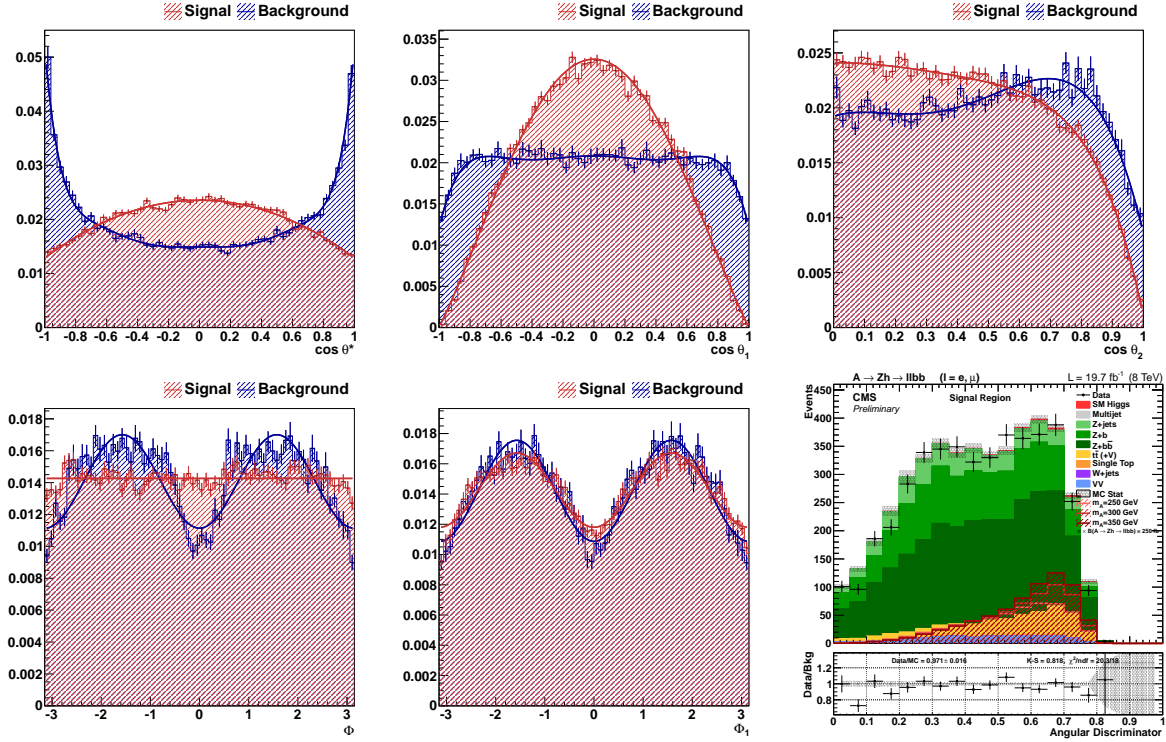 Signal Background
0.05
0.04
0.03
0.02
0.01
0
-1 -0.8 -0.6 -0.4 -0.2 0 0.2 0.4 0.6 0.8 1
cos θ*
Signal Background
0.035
0.03
0.025
0.02
0.015
0.01
0.005
0
-1 -0.8 -0.6 -0.4 -0.2 0 0.2 0.4 0.6 0.8 1
cos θ1
Signal Background
0.025
0.02
0.015
0.01
0.005
0
0 0.1 0.2 0.3 0.4 0.5 0.6 0.7 0.8 0.9 1
cos θ2
Signal Background
0.018
0.016
0.014
0.012
0.01
0.008
0.006
0.004
0.002
0
-3 -2 -1 0 1 2 3
Φ
Signal Background
0.018
0.016
0.014
0.012
0.01
0.008
0.006
0.004
0.002
0
-3 -2 -1 0 1 2 3
Φ1
A → Zh → llbb (l = e, μ) L = 19.7 fb-1 (8 TeV)
Events
CMS Signal Region
Preliminary
Data
SM Higgs
Multijet
Z+jets
Z+b
Z+bb̄
tt̄ (+V)
Single Top
W+jets
VV
MC Stat
mA=250 GeV
mA=300 GeV
mA=350 GeV
× B(A → Zh → llbb) =
450
400
350
300
250
200
150
100
50
0
Data/Bkg
Data/MC = 0.971 ± 0.016 K-S = 0.818, χ2/ndf = 20.3/18
1.2
1
0.8
0 0.1 0.2 0.3 0.4 0.5 0.6 0.7 0.8 0.9 1
Angular Discriminator